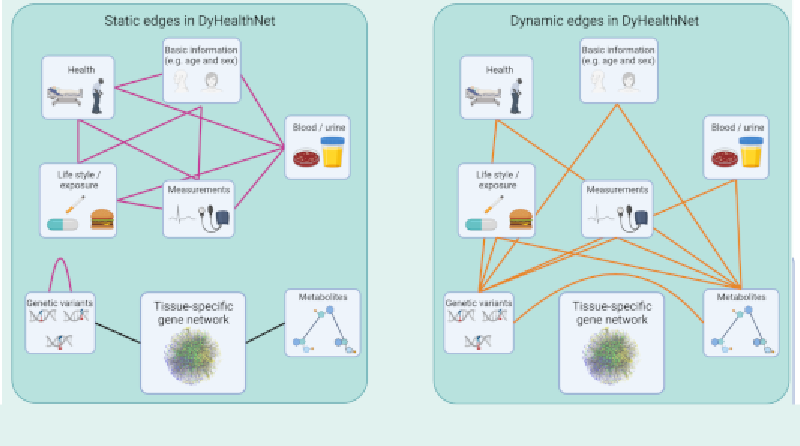 Static edges in DyHealthNet
Basic information
(e.g. age and sex)
Health
Blood / urine
Life style /
exposure
Measurements
Genetic variants
Tissue-specific
gene network
Metabolites
Dynamic edges in DyHealthNet
Basic information
(e.g. age and sex)
Health
Blood / urine
Life style /
exposure
Measurements
Genetic variants
Tissue-specific
gene network
Metabolites